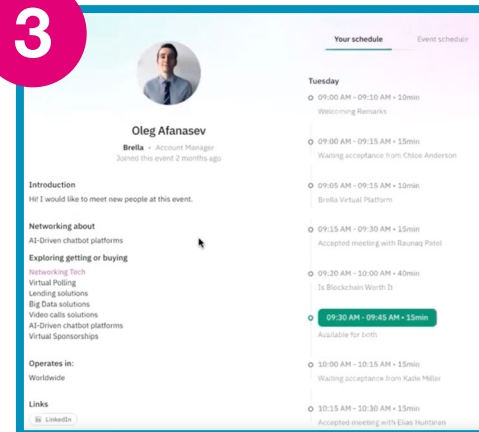 3
Your schedule Event schedule
Oleg Afanasev
Brella • Account Manager
Joined this event 2 months ago
Introduction
Hi! I would like to meet new people at this event.
Networking about
AI-Driven chatbot platforms
Exploring getting or buying
Networking Tech
Virtual Polling
Lending solutions
Big Data solutions
Video calls solutions
AI-Driven chatbot platforms
Virtual Sponsorships
Operates in:
Worldwide
Links
LinkedIn
Tuesday
09:00 AM - 09:10 AM • 10min
Welcoming Remarks
09:00 AM - 09:15 AM • 15min
Waiting acceptance from Chloe Anderson
09:05 AM - 09:15 AM • 10min
Brella Virtual Platform
09:15 AM - 09:30 AM • 15min
Accepted meeting with Raunaq Patel
09:20 AM - 10:00 AM • 40min
Is Blockchain Worth It
09:30 AM - 09:45 AM • 15min
Available for both
10:00 AM - 10:15 AM • 15min
Waiting acceptance from Katie Miller
10:15 AM - 10:30 AM • 15min
Accepted meeting with Elias Huhtinen